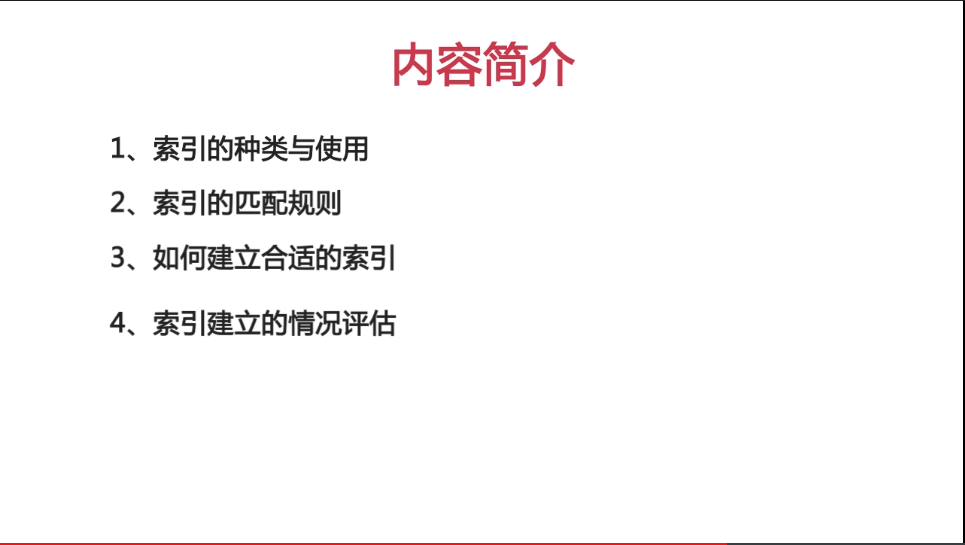 内容简介
1、索引的种类与使用
2、索引的匹配规则
3、如何建立合适的索引
4、索引建立的情况评估